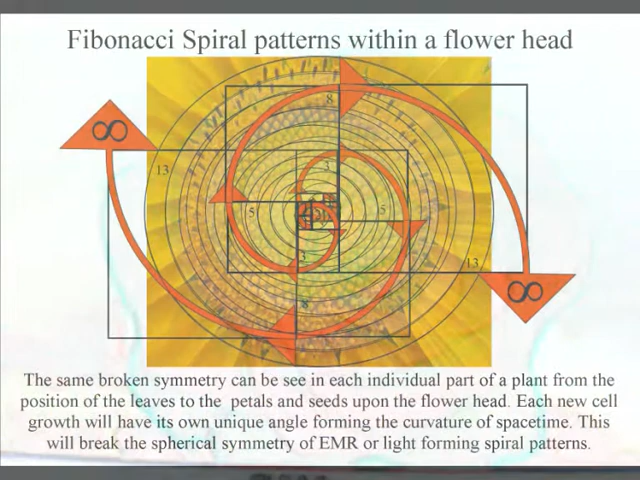 Fibonacci Spiral patterns within a flower head
∞
8
13
3
5
5
3
13
∞
8
The same broken symmetry can be see in each individual part of a plant from the
position of the leaves to the petals and seeds upon the flower head. Each new cell
growth will have its own unique angle forming the curvature of spacetime. This
will break the spherical symmetry of EMR or light forming spiral patterns.